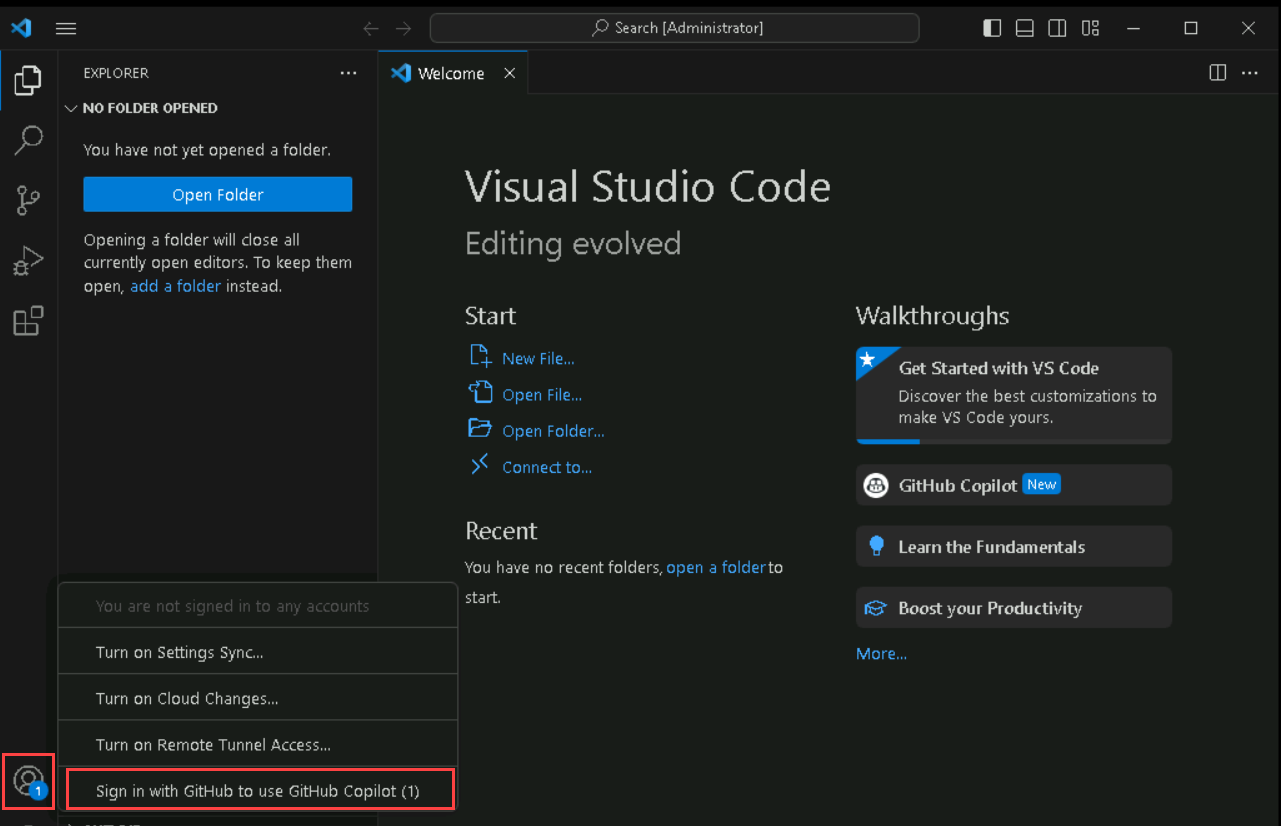 Search [Administrator]
EXPLORER
NO FOLDER OPENED
You have not yet opened a folder.
Open Folder
Opening a folder will close all
currently open editors. To keep them
open, add a folder instead.
Welcome
Visual Studio Code
Editing evolved
Start
New File...
Open File...
Open Folder...
Connect to...
Recent
You have no recent folders, open a folder to
start.
Walkthroughs
Get Started with VS Code
Discover the best customizations to
make VS Code yours.
GitHub Copilot New
Learn the Fundamentals
Boost your Productivity
More...
You are not signed in to any accounts
Turn on Settings Sync...
Turn on Cloud Changes...
Turn on Remote Tunnel Access...
Sign in with GitHub to use GitHub Copilot (1)
1